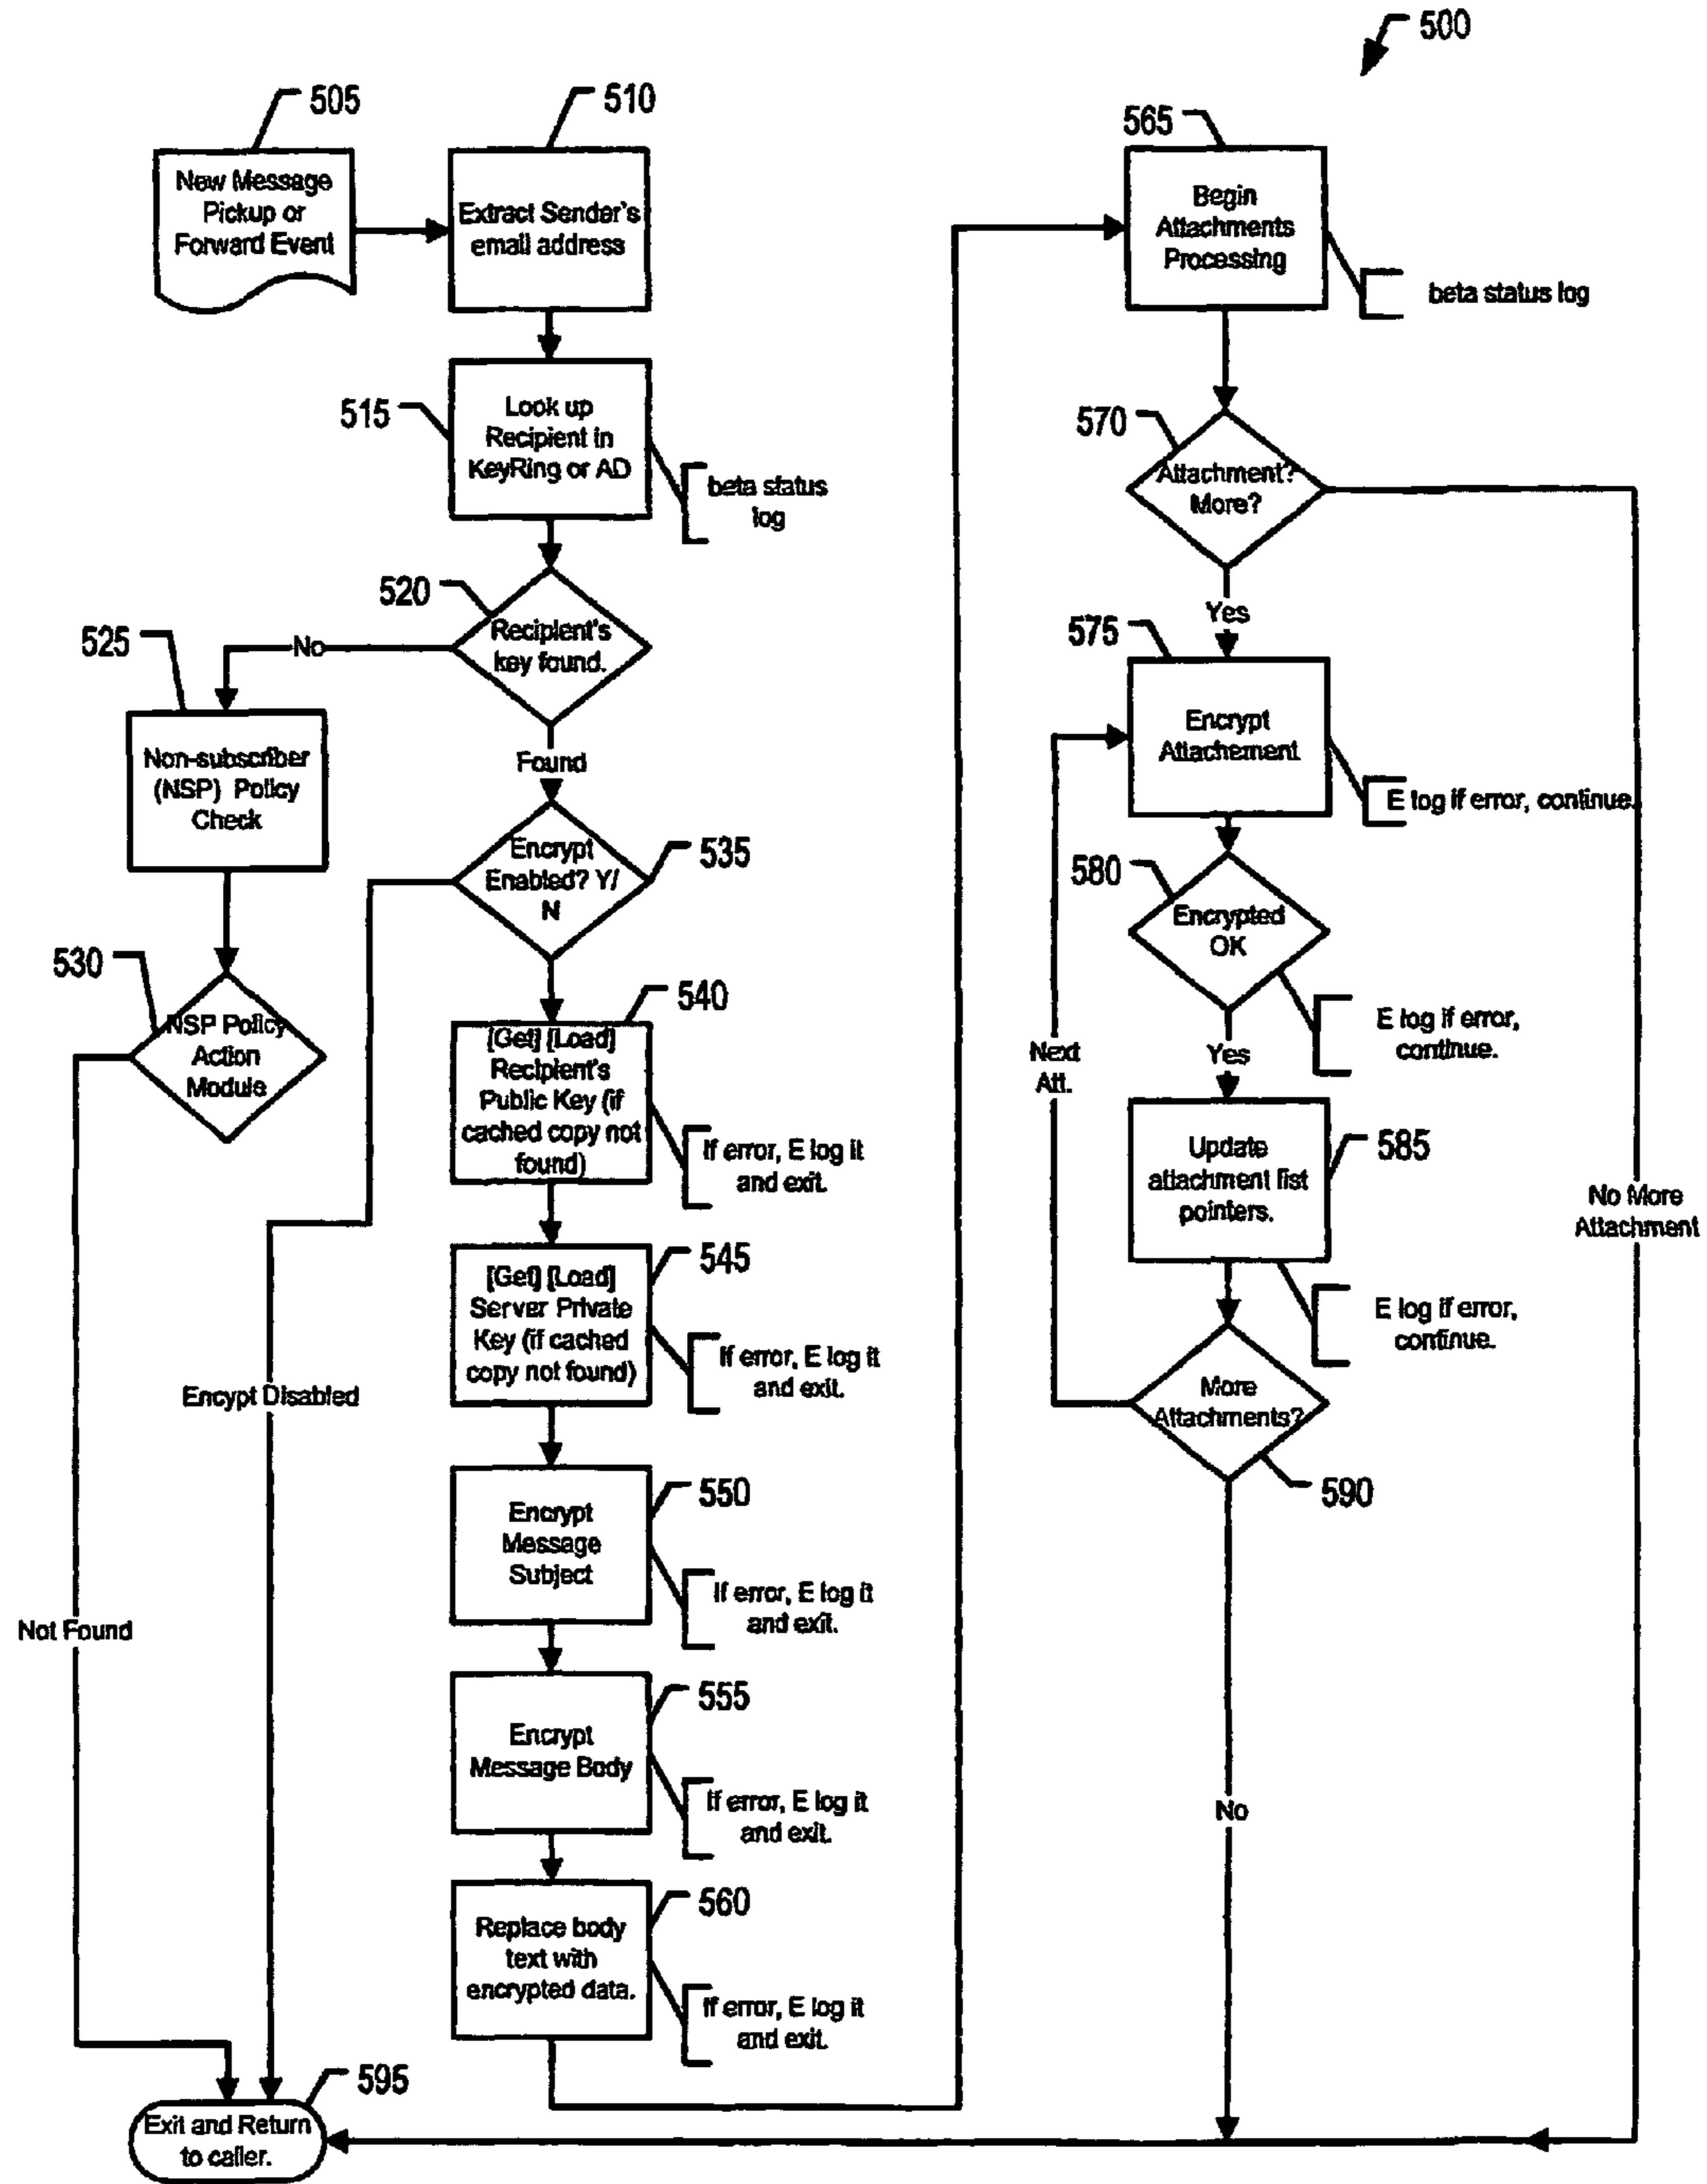 500
505
New Message
Pickup or
Forward Event
510
Extract Sender's
email address
515
Look up
Recipient in
KeyRing or AD
beta status
log
520
Recipient's
key found.
No
525
Non-subscriber
(NSP) Policy
Check
530
NSP Policy
Action
Module
Not Found
Found
Encrypt
Enabled? Y/
N
535
Encypt Disabled
540
[Get] [Load]
Recipient's
Public Key (if
cached copy not
found)
If error, E log it
and exit.
545
[Get] [Load]
Server Private
Key (if cached
copy not found)
If error, E log it
and exit.
550
Encrypt
Message
Subject
If error, E log it
and exit.
555
Encrypt
Message Body
If error, E log it
and exit.
560
Replace body
text with
encrypted data.
If error, E log it
and exit.
565
Begin
Attachments
Processing
beta status log
570
Attachment?
More?
Yes
575
Encrypt
Attachement
E log if error, continue.
580
Encrypted
OK
E log if error,
continue.
Yes
Next
Att.
585
Update
attachment list
pointers.
E log if error,
continue.
More
Attachments?
590
No
No More
Attachment
595
Exit and Return
to caller.